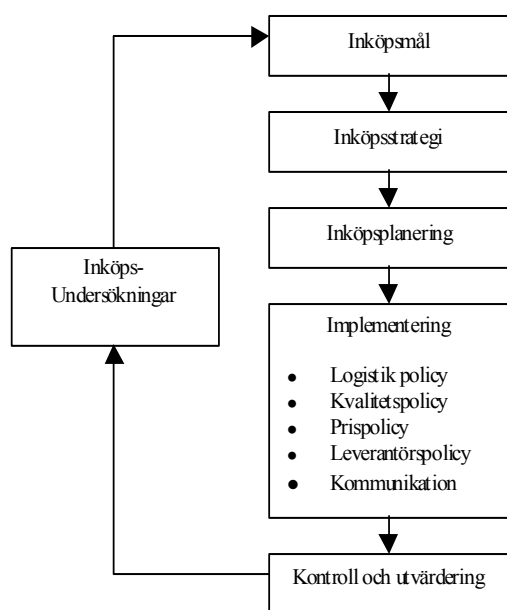 Inköpsmål
Inköpsstrategi
Inköpsplanering
Inköps-
Undersökningar
Implementering
● Logistik policy
● Kvalitetspolicy
● Prispolicy
● Leverantörspolicy
● Kommunikation
Kontroll och utvärdering